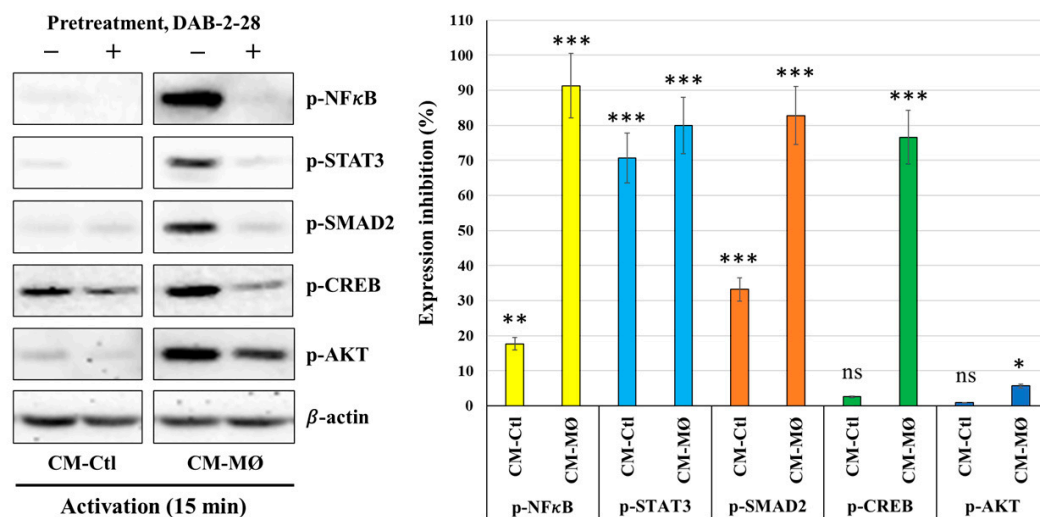 Pretreatment, DAB-2-28
− + − +
p-NFκB
p-STAT3
p-SMAD2
p-CREB
p-AKT
β-actin
CM-Ctl CM-MØ
Activation (15 min)
Expression inhibition (%)
110
100
90
80
70
60
50
40
30
20
10
0
** *** *** *** *** *** ns *** ns *
CM-Ctl CM-MØ CM-Ctl CM-MØ CM-Ctl CM-MØ CM-Ctl CM-MØ CM-Ctl CM-MØ
p-NFκB p-STAT3 p-SMAD2 p-CREB p-AKT